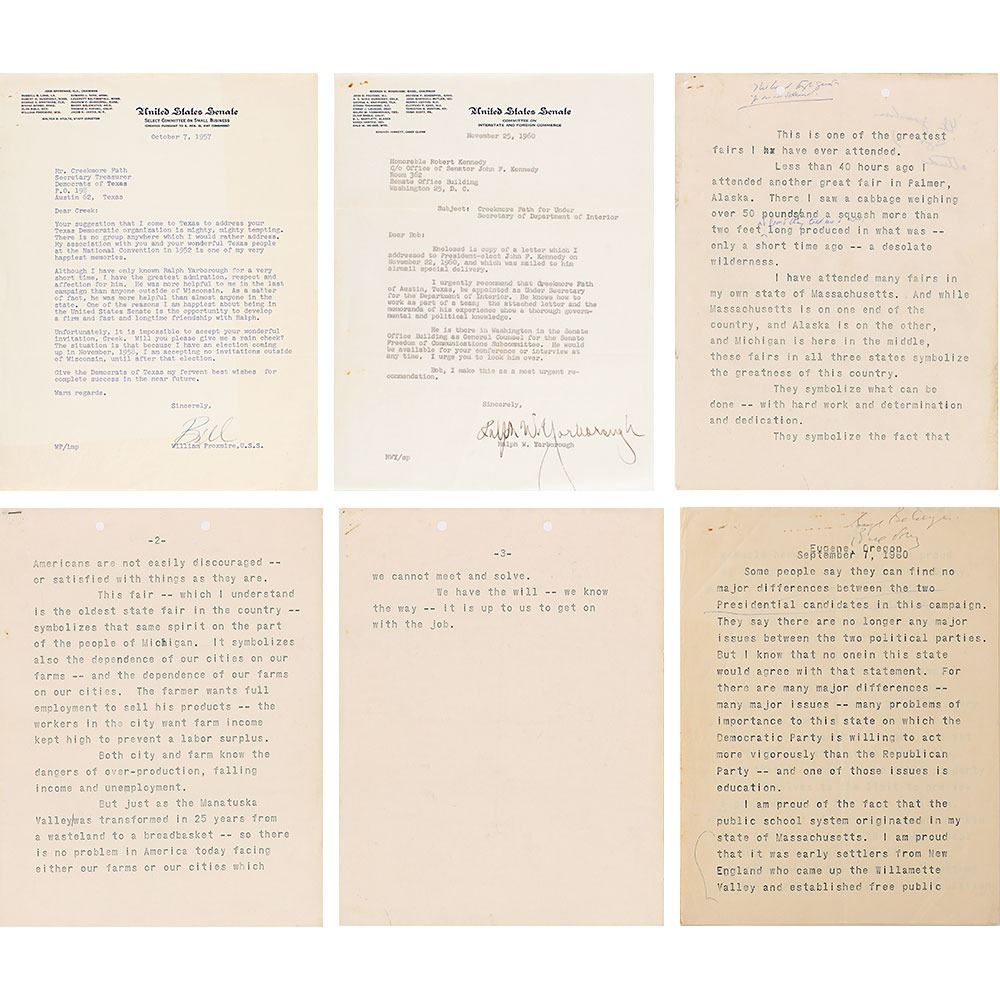 United States Senate
SELECT COMMITTEE ON SMALL BUSINESS
October 7, 1957
Mr. Creekmore Fath
Secretary Treasurer
Democrats of Texas
P.O. 198
Austin 62, Texas
Dear Creek:
Your suggestion that I come to Texas to address your
Texas Democratic organization is mighty, mighty tempting.
There is no group anywhere which I would rather address.
My association with you and your wonderful Texas people
at the National Convention in 1952 is one of my very
happiest memories.
Although I have only known Ralph Yarborough for a very
short time, I have the greatest admiration, respect and
affection for him. He was more helpful to me in the last
campaign than anyone outside of Wisconsin. As a matter
of fact, he was more helpful than almost anyone in the
state. One of the reasons I am happiest about being in
the United States Senate is the opportunity to develop
a firm and fast and longtime friendship with Ralph.
Unfortunately, it is impossible to accept your wonderful
invitation, Creek. Will you please give me a rain check?
The situation is that because I have an election coming
up in November, 1958, I am accepting no invitations outside
of Wisconsin, until after that election.
Give the Democrats of Texas my fervent best wishes for
complete success in the near future.
Warm regards.
Sincerely,
Bill
William Proxmire, U.S.S.
WP/lmp
United States Senate
COMMITTEE ON
INTERSTATE AND FOREIGN COMMERCE
November 25, 1960
Honorable Robert Kennedy
C/o Office of Senator John F. Kennedy
Room 362
Senate Office Building
Washington 25, D. C.
Subject: Creekmore Fath for Under
Secretary of Department of Interior
Dear Bob:
Enclosed is copy of a letter which I
addressed to President-elect John F. Kennedy on
November 22, 1960, and which was mailed to him
airmail special delivery.
I urgently recommend that Creekmore Fath
of Austin, Texas, be appointed as Under Secretary
for the Department of Interior. He knows how to
work as part of a team; the attached letter and the
memoranda of his experience show a thorough govern-
mental and political knowledge.
He is there in Washington in the Senate
Office Building as General Counsel for the Senate
Freedom of Communications Subcommittee. He would
be available for your conference or interview at
any time. I urge you to look him over.
Bob, I make this as a most urgent re-
commendation.
Sincerely,
Ralph W. Yarborough
Ralph W. Yarborough
RWY/sp
This is one of the greatest
fairs I have ever attended.
Less than 40 hours ago I
attended another great fair in Palmer,
Alaska. There I saw a cabbage weighing
over 50 pounds and a squash more than
two feet long produced in what was --
only a short time ago -- a desolate
wilderness.
I have attended many fairs in
my own state of Massachusetts. And while
Massachusetts is on one end of the
country, and Alaska is on the other,
and Michigan is here in the middle,
these fairs in all three states symbolize
the greatness of this country.
They symbolize what can be
done -- with hard work and determination
and dedication.
They symbolize the fact that
-2-
Americans are not easily discouraged --
or satisfied with things as they are.
This fair -- which I understand
is the oldest state fair in the country --
symbolizes that same spirit on the part
of the people of Michigan. It symbolizes
also the dependence of our cities on our
farms -- and the dependence of our farms
on our cities. The farmer wants full
employment to sell his products -- the
workers in the city want farm income
kept high to prevent a labor surplus.
Both city and farm know the
dangers of over-production, falling
income and unemployment.
But just as the Manatuska
Valley was transformed in 25 years from
a wasteland to a breadbasket -- so there
is no problem in America today facing
either our farms or our cities which
-3-
we cannot meet and solve.
We have the will -- we know
the way -- it is up to us to get on
with the job.
Eugene, Oregon
September 7, 1960
Some people say they can find no
major differences between the two
Presidential candidates in this campaign.
They say there are no longer any major
issues between the two political parties.
But I know that no onein this state
would agree with that statement. For
there are many major differences --
many major issues -- many problems of
importance to this state on which the
Democratic Party is willing to act
more vigorously than the Republican
Party -- and one of those issues is
education.
I am proud of the fact that the
public school system originated in my
state of Massachusetts. I am proud
that it was early settlers from New
England who came up the Willamette
Valley and established free public